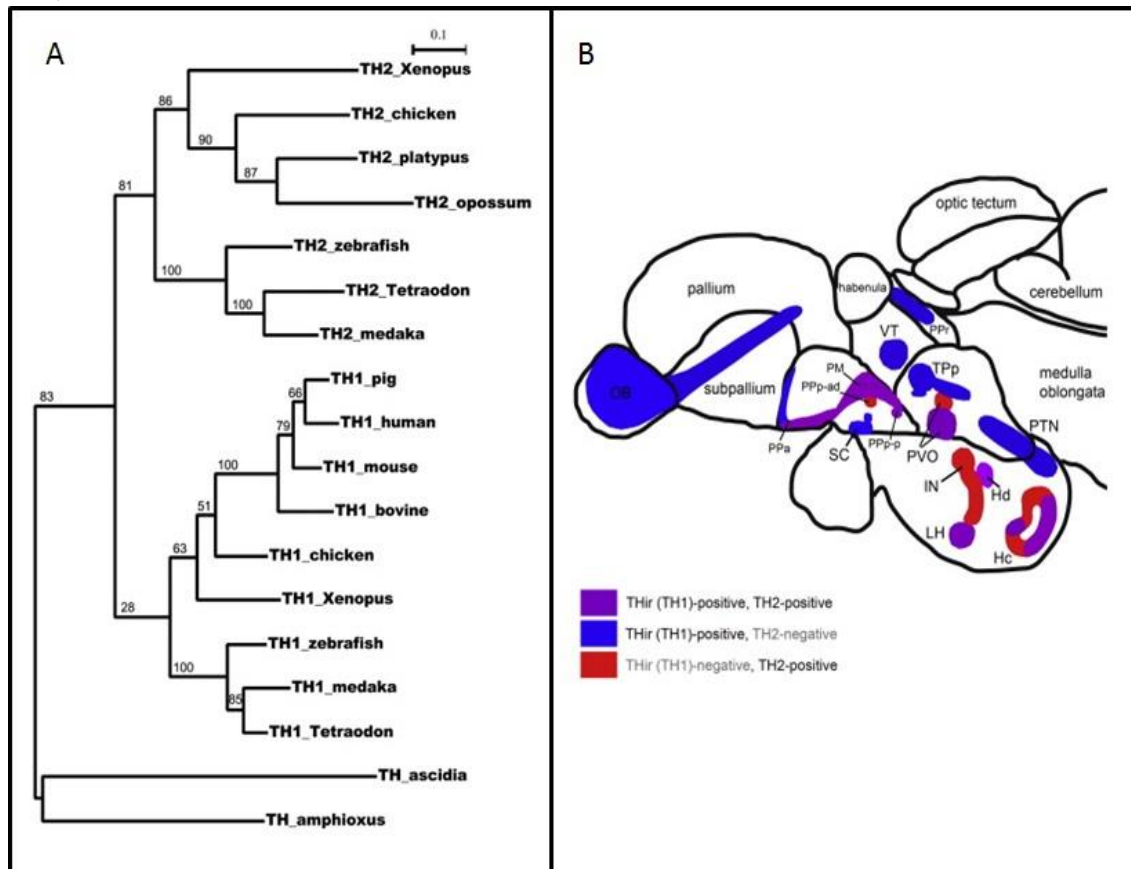 A
0.1
TH2_Xenopus
86
TH2_chicken
90
TH2_platypus
87
TH2_opossum
81
TH2_zebrafish
100
TH2_Tetraodon
100
TH2_medaka
TH1_pig
66
TH1_human
79
TH1_mouse
100
TH1_bovine
51
TH1_chicken
63
TH1_Xenopus
28
TH1_zebrafish
100
TH1_medaka
85
TH1_Tetraodon
83
TH_ascidia
TH_amphioxus
B
optic tectum
pallium
habenula
cerebellum
PPr
VT
medulla
oblongata
OB
subpallium
PM
TPp
PPp-ad
PTN
PPa
SC
PPp-p
PVO
IN
Hd
LH
Hc
THir (TH1)-positive, TH2-positive
THir (TH1)-positive, TH2-negative
THir (TH1)-negative, TH2-positive